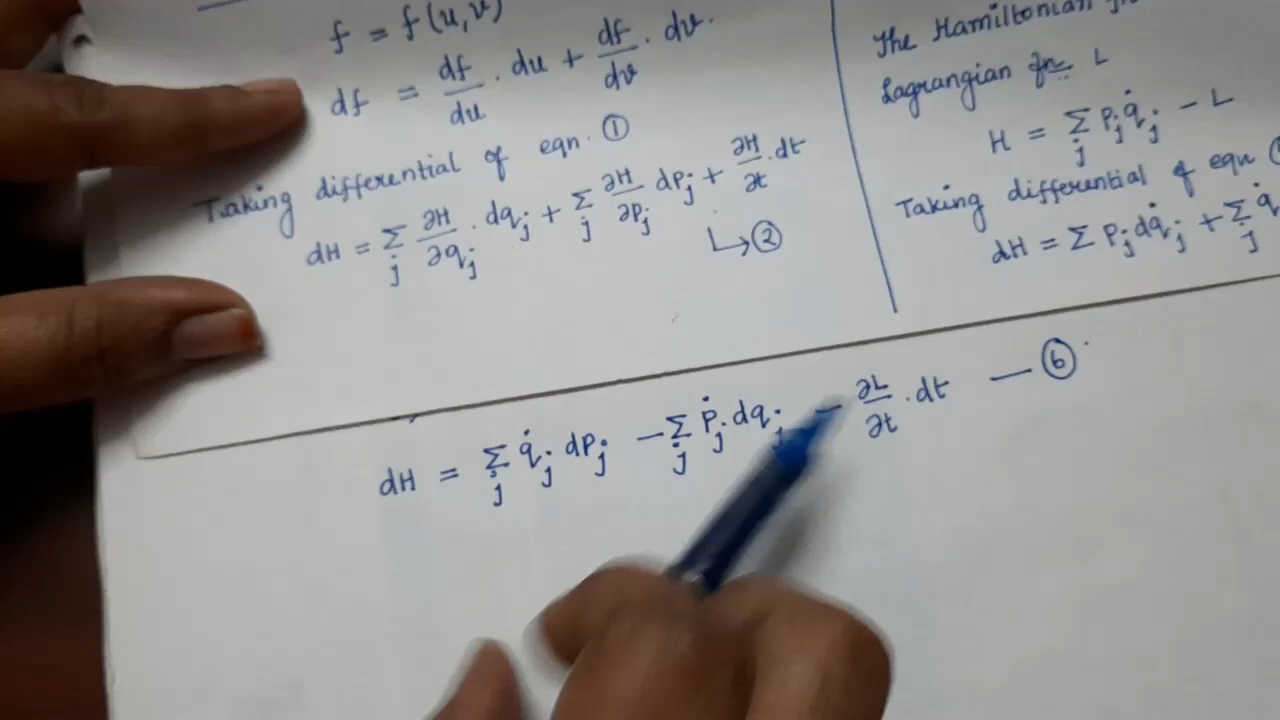 f = f(u,v)
df = df/du . du + df/dv . dv.
Taking differential of eqn. ①
dH = Σ_j ∂H/∂q_j . dq_j + Σ_j ∂H/∂p_j dp_j + ∂H/∂t . dt
↳ ②
The Hamiltonian
Lagrangian fn L
H = Σ_j p_j q̇_j - L
Taking differential of eqn
dH = Σ p_j dq̇_j + Σ_j q̇
dH = Σ_j q̇_j dp_j - Σ_j ṗ_j dq_j - ∂L/∂t . dt — ⑥